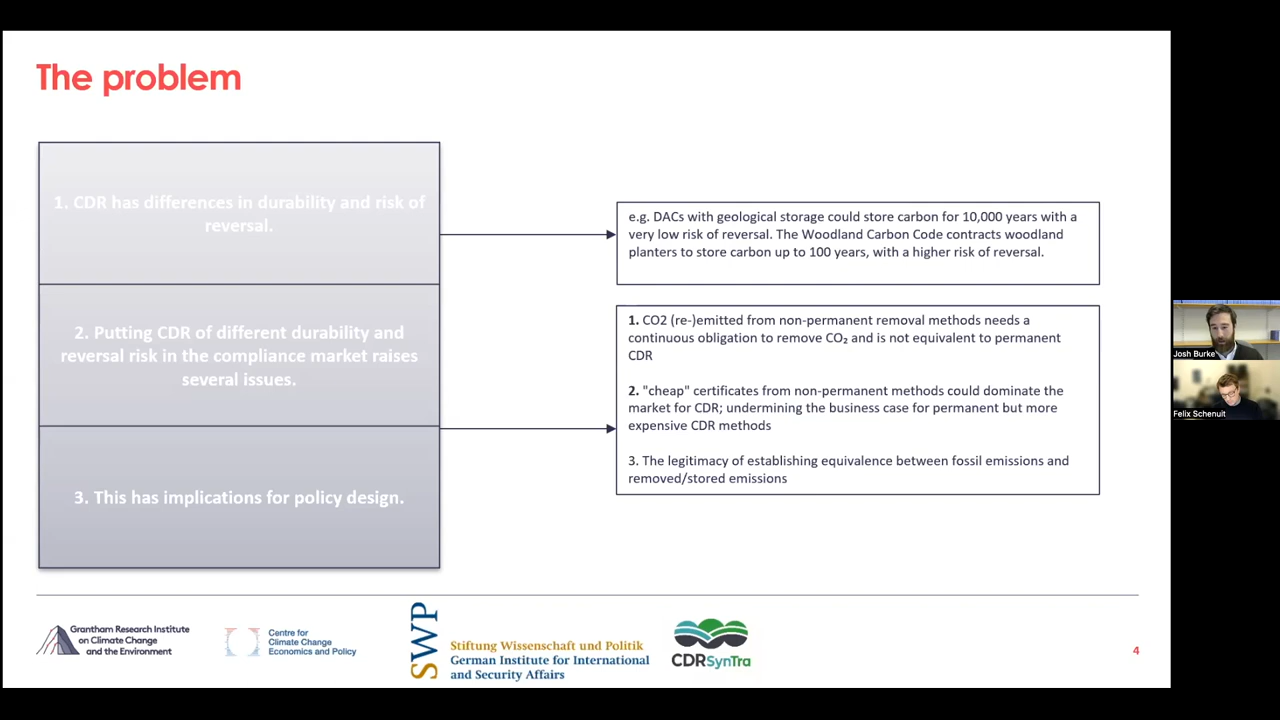 The problem
1. CDR has differences in durability and risk of
reversal.
2. Putting CDR of different durability and
reversal risk in the compliance market raises
several issues.
3. This has implications for policy design.
e.g. DACs with geological storage could store carbon for 10,000 years with a
very low risk of reversal. The Woodland Carbon Code contracts woodland
planters to store carbon up to 100 years, with a higher risk of reversal.
1. CO2 (re-)emitted from non-permanent removal methods needs a
continuous obligation to remove CO₂ and is not equivalent to permanent
CDR
2. "cheap" certificates from non-permanent methods could dominate the
market for CDR; undermining the business case for permanent but more
expensive CDR methods
3. The legitimacy of establishing equivalence between fossil emissions and
removed/stored emissions
Josh Burke
Felix Schenuit
Grantham Research Institute
on Climate Change
and the Environment
Centre for
Climate Change
Economics and Policy
SWP
Stiftung Wissenschaft und Politik
German Institute for International
and Security Affairs
CDRSynTra
4